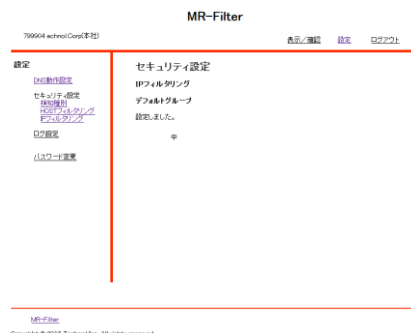 MR-Filter
799904 echnol.Corp(本社)
表示／確認 設定 ログアウト
設定
DNS動作設定
セキュリティ設定
検知種別
HOSTフィルタリング
IPフィルタリング
ログ設定
パスワード変更
セキュリティ設定
IPフィルタリング
デフォルトグループ
設定しました。
MR-Filter